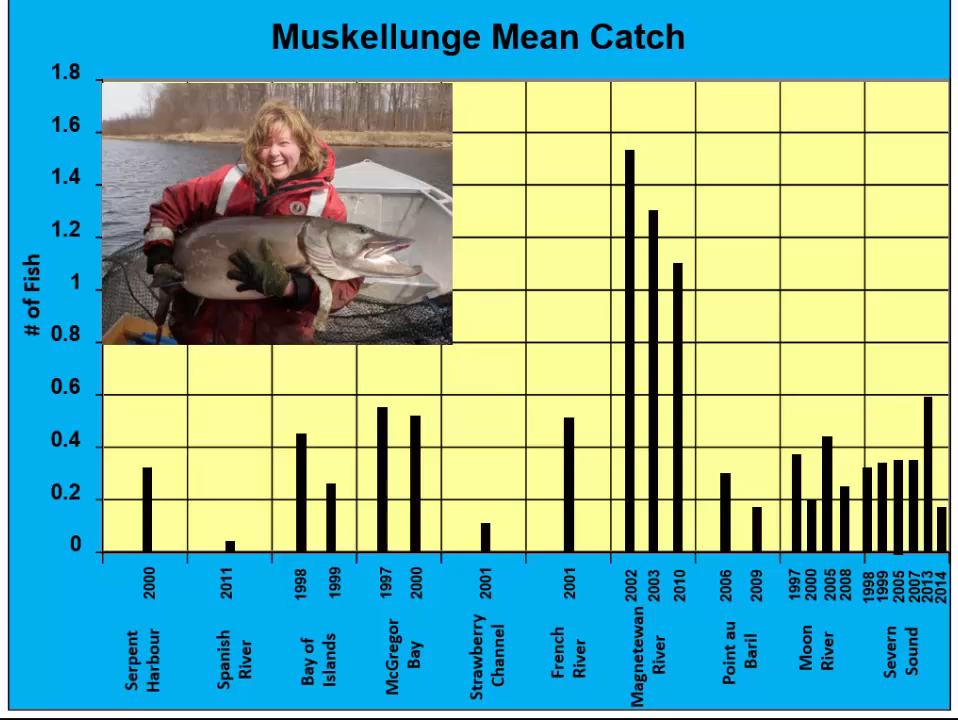 Muskellunge Mean Catch
# of Fish
1.8
1.6
1.4
1.2
1
0.8
0.6
0.4
0.2
0
2000
2011
1998
1999
1997
2000
2001
2001
2002
2003
2010
2006
2009
1997
2000
2005
2008
1998
1999
2005
2007
2013
2014
Serpent
Harbour
Spanish
River
Bay of
Islands
McGregor
Bay
Strawberry
Channel
French
River
Magnetewan
River
Point au
Baril
Moon
River
Severn
Sound